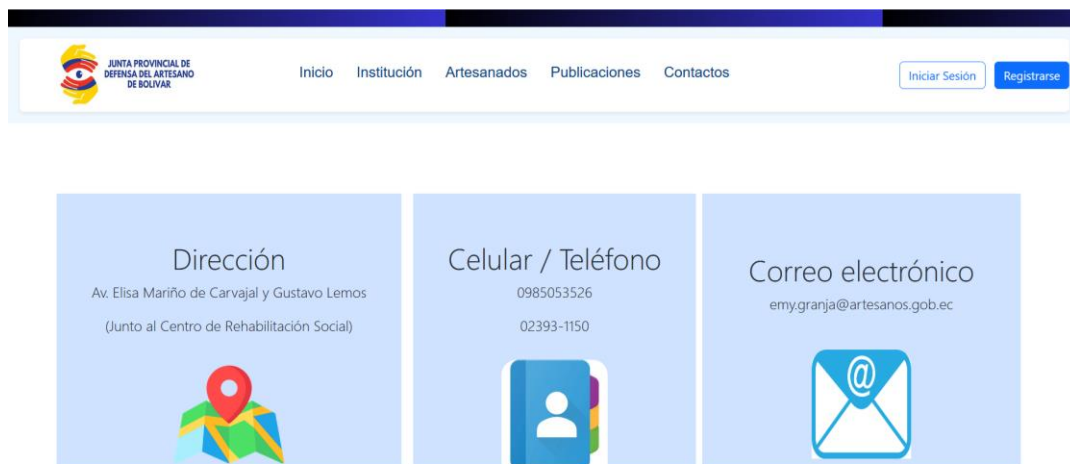 JUNTA PROVINCIAL DE
DEFENSA DEL ARTESANO
DE BOLIVAR
Inicio Institución Artesanados Publicaciones Contactos
Iniciar Sesión Registrarse
Dirección
Av. Elisa Mariño de Carvajal y Gustavo Lemos
(Junto al Centro de Rehabilitación Social)
Celular / Teléfono
0985053526
02393-1150
Correo electrónico
emy.granja@artesanos.gob.ec
@